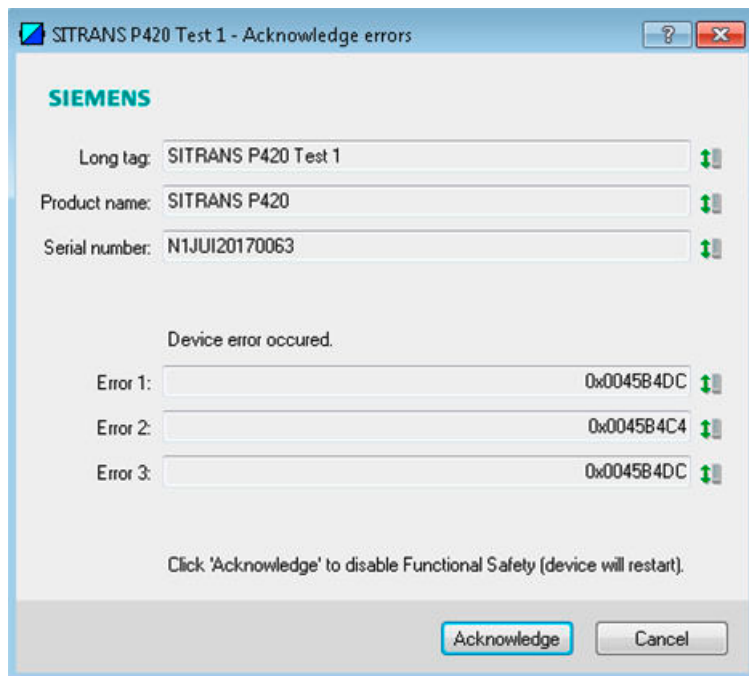 SITRANS P420 Test 1 - Acknowledge errors
?
SIEMENS
Long tag: SITRANS P420 Test 1
Product name: SITRANS P420
Serial number: N1JUI20170063
Device error occured.
Error 1: 0x0045B4DC
Error 2: 0x0045B4C4
Error 3: 0x0045B4DC
Click 'Acknowledge' to disable Functional Safety (device will restart).
Acknowledge Cancel